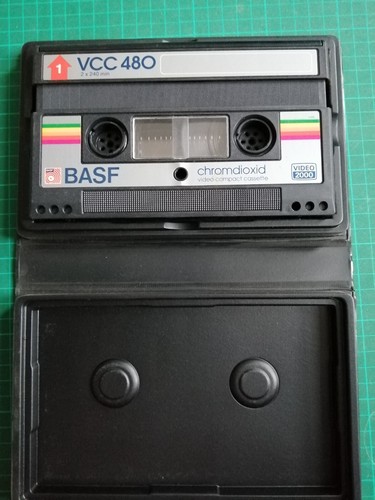 1
VCC 480
2 x 240 min
BASF
chromdioxid
video-compact cassette
VIDEO
2000